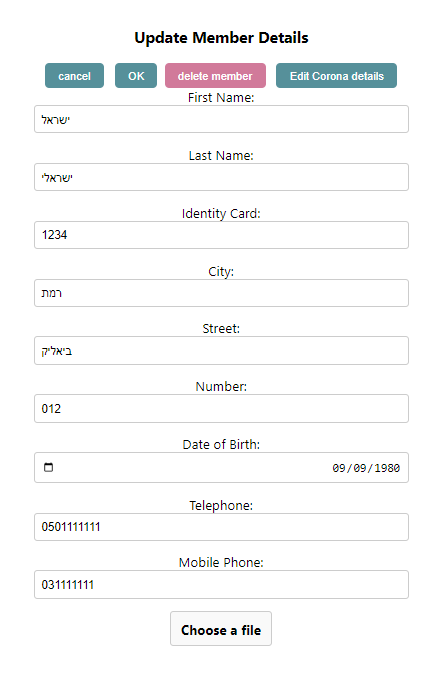 Update Member Details
cancel OK delete member Edit Corona details
First Name:
ישראל
Last Name:
ישראלי
Identity Card:
1234
City:
רמת
Street:
ביאליק
Number:
012
Date of Birth:
09/09/1980
Telephone:
0501111111
Mobile Phone:
031111111
Choose a file